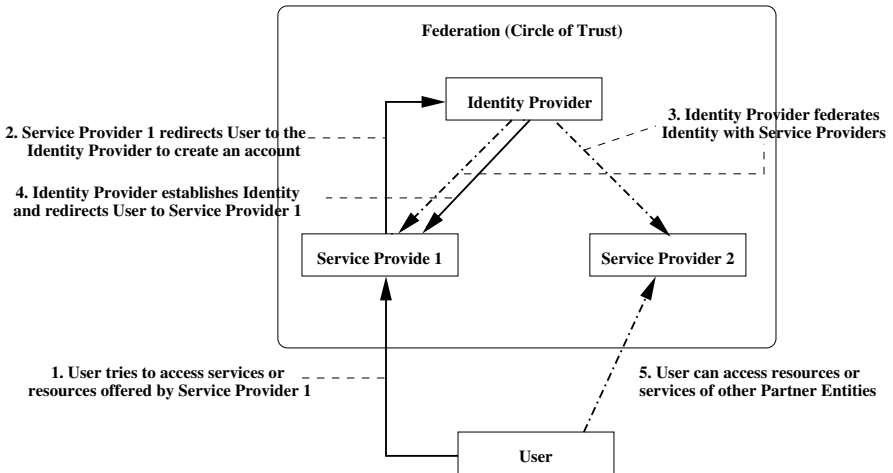 Federation (Circle of Trust)
Identity Provider
2. Service Provider 1 redirects User to the
Identity Provider to create an account
3. Identity Provider federates
Identity with Service Providers
4. Identity Provider establishes Identity
and redirects User to Service Provider 1
Service Provide 1
Service Provider 2
1. User tries to access services or
resources offered by Service Provider 1
5. User can access resources or
services of other Partner Entities
User